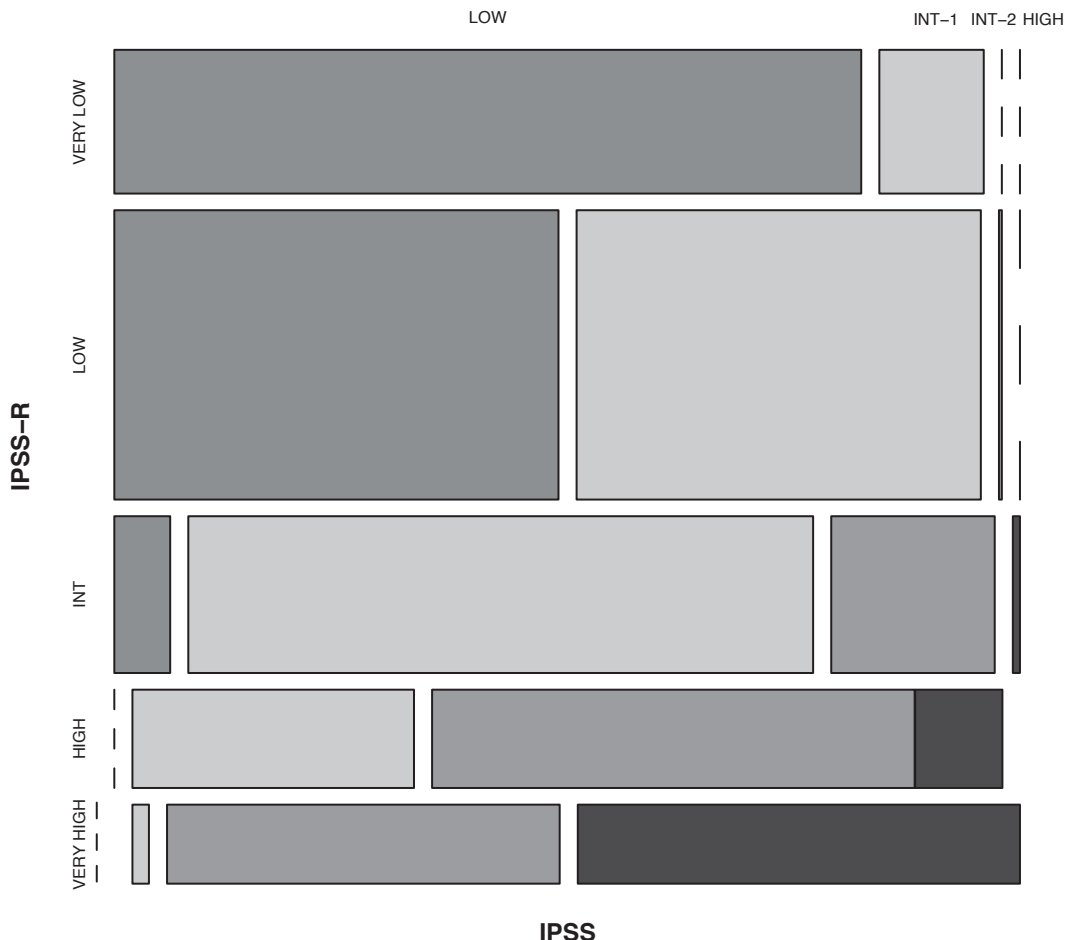 LOW INT−1 INT−2 HIGH
VERY LOW
LOW
IPSS−R
INT
HIGH
VERY HIGH
IPSS